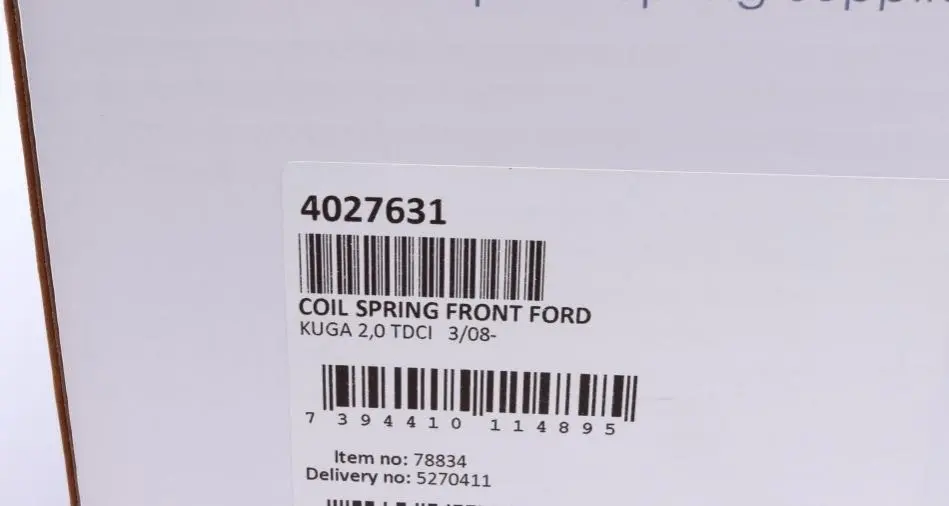 4027631
COIL SPRING FRONT FORD
KUGA 2,0 TDCI 3/08-
7 394410 114895
Item no: 78834
Delivery no: 5270411